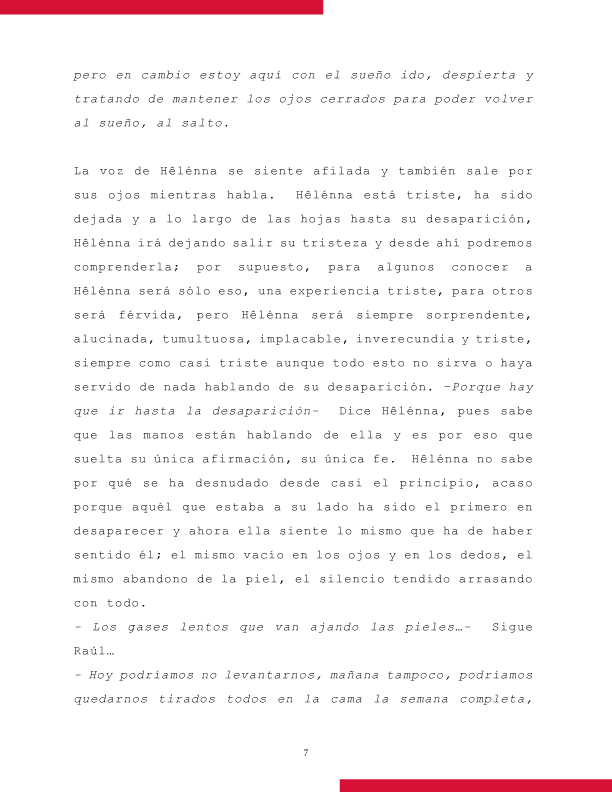 pero en cambio estoy aquí con el sueño ido, despierta y
tratando de mantener los ojos cerrados para poder volver
al sueño, al salto.
La voz de Hêlénna se siente afilada y también sale por
sus ojos mientras habla. Hêlénna está triste, ha sido
dejada y a lo largo de las hojas hasta su desaparición,
Hêlénna irá dejando salir su tristeza y desde ahí podremos
comprenderla; por supuesto, para algunos conocer a
Hêlénna será sólo eso, una experiencia triste, para otros
será férvida, pero Hêlénna será siempre sorprendente,
alucinada, tumultuosa, implacable, inverecundia y triste,
siempre como casi triste aunque todo esto no sirva o haya
servido de nada hablando de su desaparición. –Porque hay
que ir hasta la desaparición- Dice Hêlénna, pues sabe
que las manos están hablando de ella y es por eso que
suelta su única afirmación, su única fe. Hêlénna no sabe
por qué se ha desnudado desde casi el principio, acaso
porque aquél que estaba a su lado ha sido el primero en
desaparecer y ahora ella siente lo mismo que ha de haber
sentido él; el mismo vacío en los ojos y en los dedos, el
mismo abandono de la piel, el silencio tendido arrasando
con todo.
- Los gases lentos que van ajando las pieles…- Sigue
Raúl…
- Hoy podríamos no levantarnos, mañana tampoco, podríamos
quedarnos tirados todos en la cama la semana completa,
7